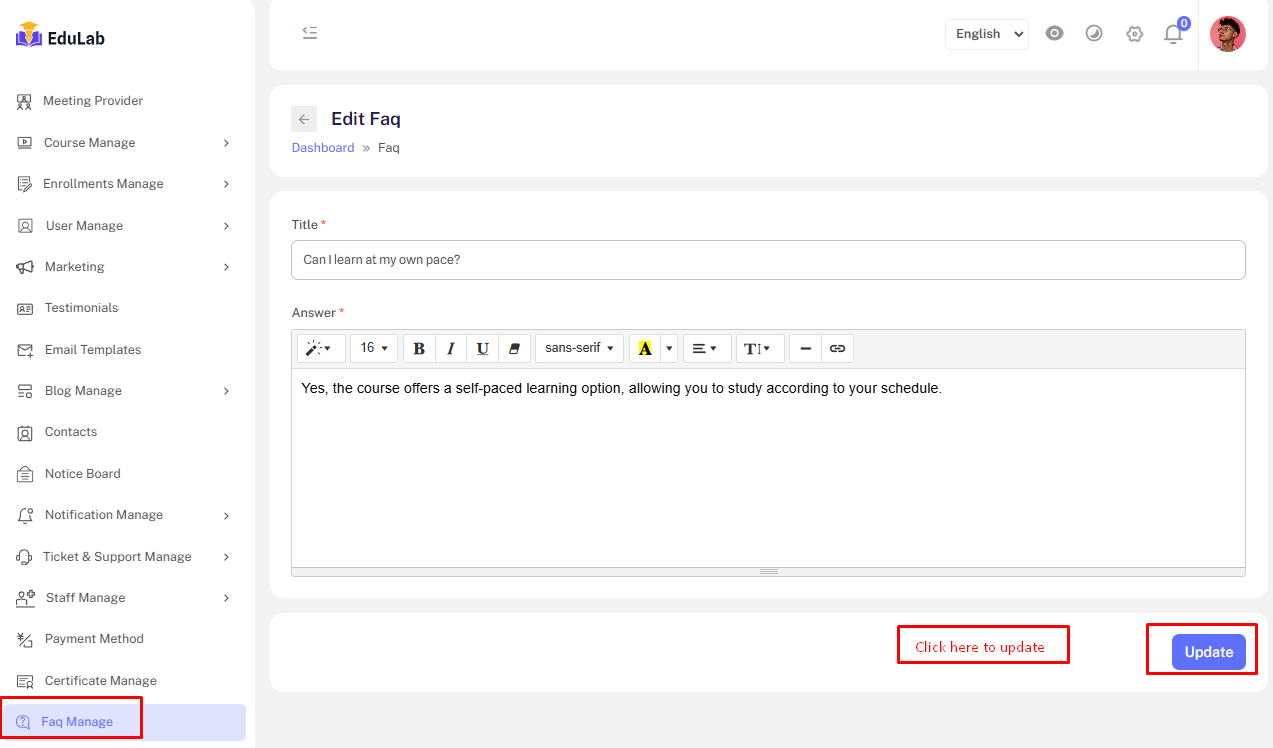 EduLab
English
0
Meeting Provider
Course Manage
Enrollments Manage
User Manage
Marketing
Testimonials
Email Templates
Blog Manage
Contacts
Notice Board
Notification Manage
Ticket & Support Manage
Staff Manage
Payment Method
Certificate Manage
Faq Manage
Edit Faq
Dashboard » Faq
Title *
Can I learn at my own pace?
Answer *
16 B I U sans-serif A TI
Yes, the course offers a self-paced learning option, allowing you to study according to your schedule.
Click here to update
Update